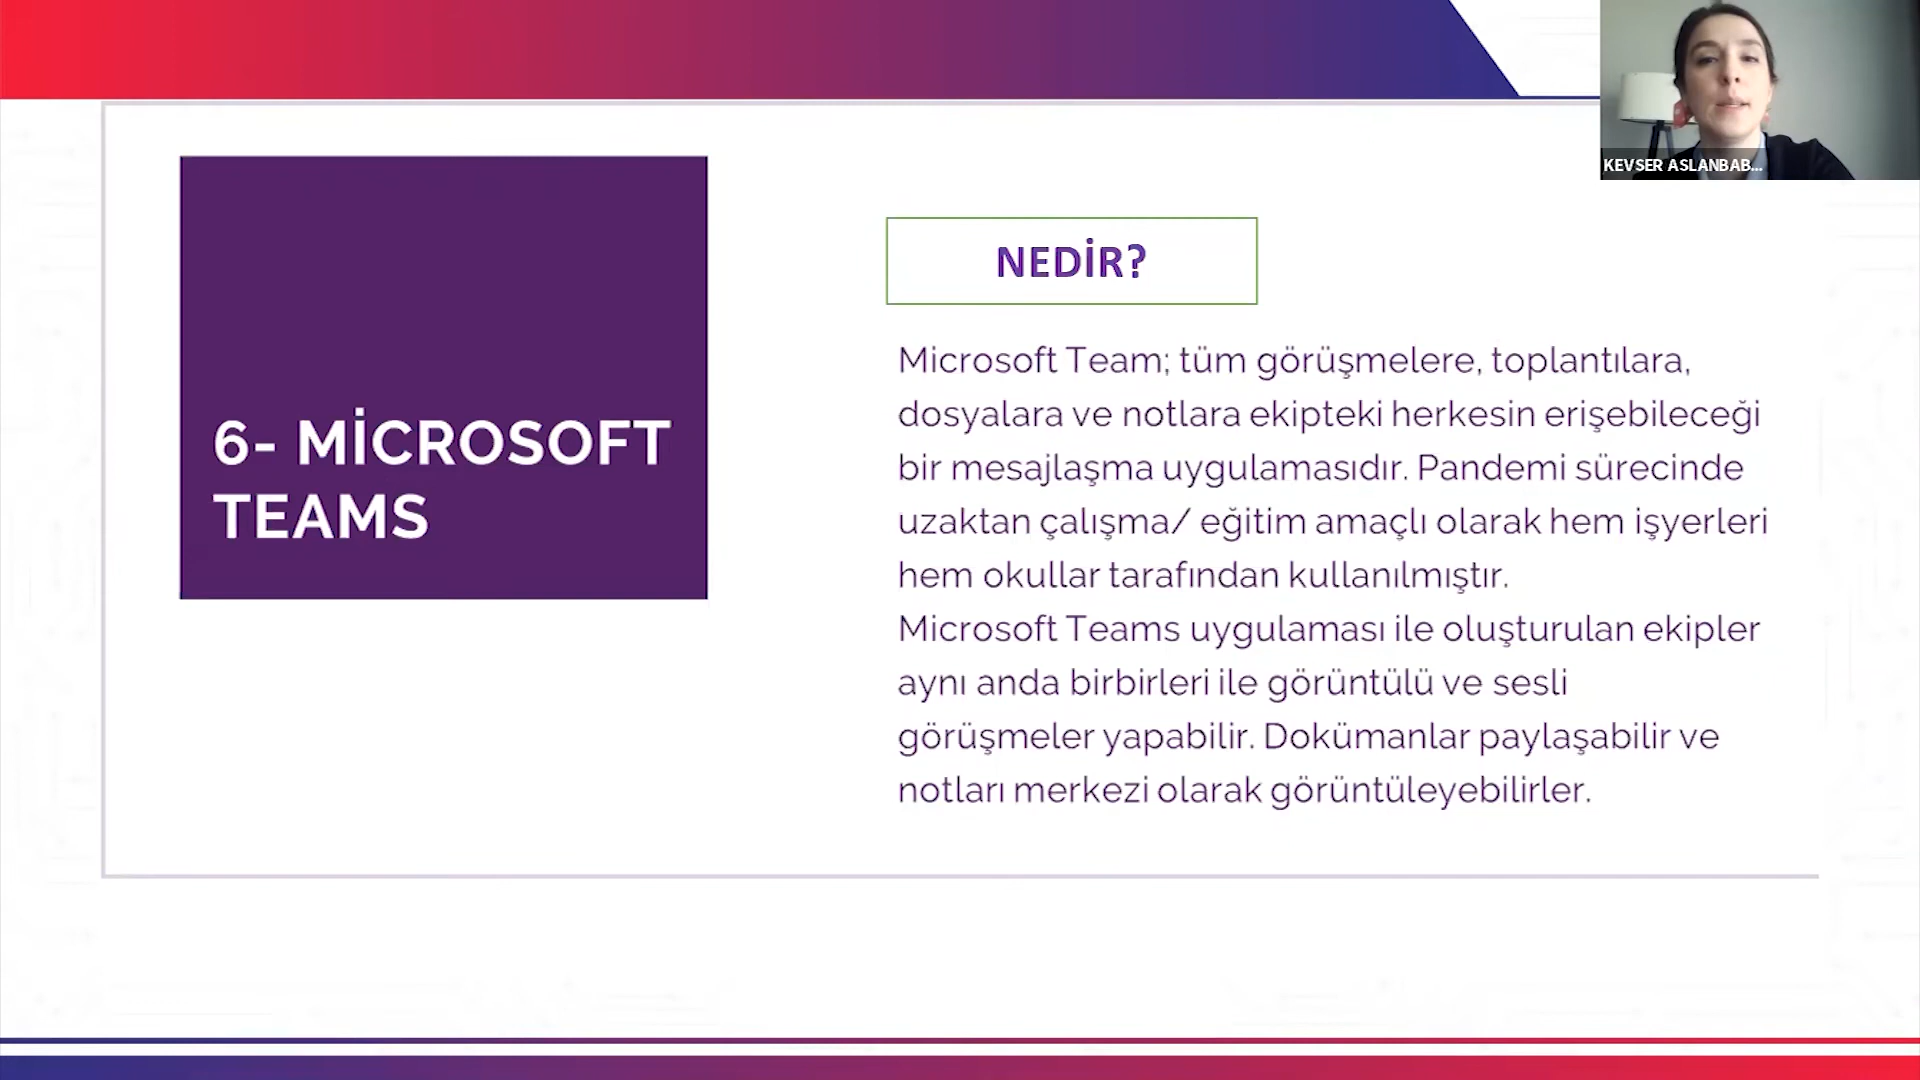 KEVSER ASLANBAB...
6- MİCROSOFT
TEAMS
NEDİR?
Microsoft Team; tüm görüşmelere, toplantılara,
dosyalara ve notlara ekipteki herkesin erişebileceği
bir mesajlaşma uygulamasıdır. Pandemi sürecinde
uzaktan çalışma/ eğitim amaçlı olarak hem işyerleri
hem okullar tarafından kullanılmıştır.
Microsoft Teams uygulaması ile oluşturulan ekipler
aynı anda birbirleri ile görüntülü ve sesli
görüşmeler yapabilir. Dokümanlar paylaşabilir ve
notları merkezi olarak görüntüleyebilirler.